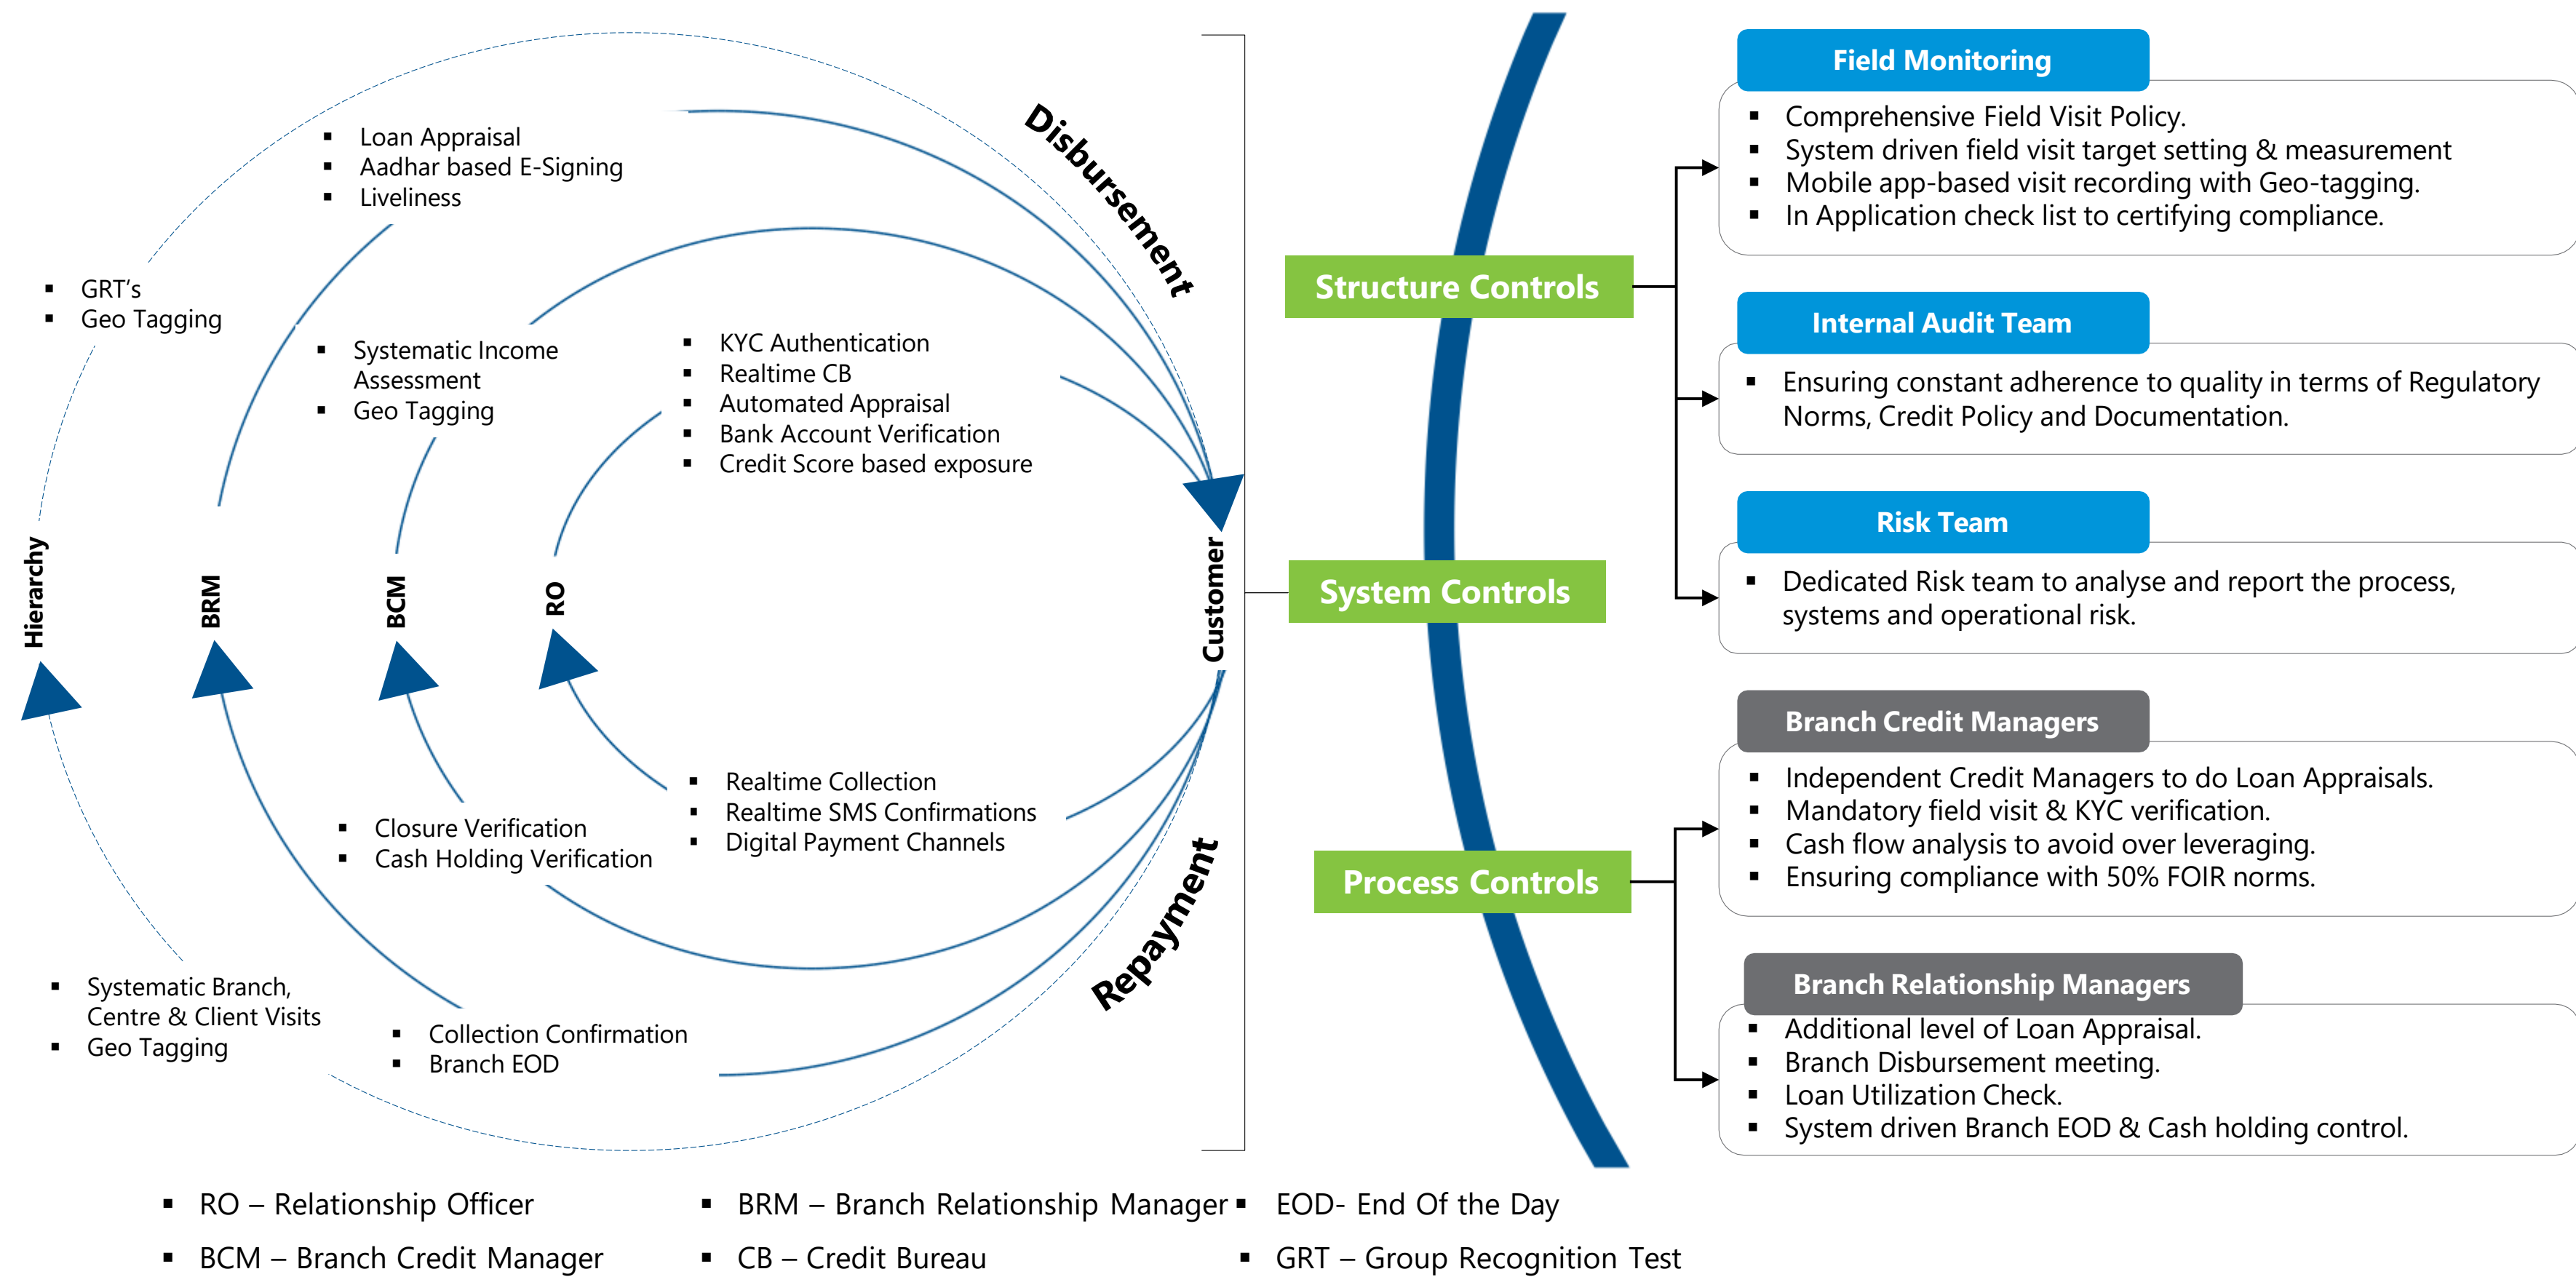 Disbursement
Loan Appraisal
Aadhar based E-Signing
Liveliness
GRT’s
Geo Tagging
Systematic Income
Assessment
Geo Tagging
KYC Authentication
Realtime CB
Automated Appraisal
Bank Account Verification
Credit Score based exposure
Hierarchy
BRM
BCM
RO
Customer
Realtime Collection
Realtime SMS Confirmations
Digital Payment Channels
Closure Verification
Cash Holding Verification
Repayment
Systematic Branch,
Centre & Client Visits
Geo Tagging
Collection Confirmation
Branch EOD
Structure Controls
System Controls
Process Controls
Field Monitoring
Comprehensive Field Visit Policy.
System driven field visit target setting & measurement
Mobile app-based visit recording with Geo-tagging.
In Application check list to certifying compliance.
Internal Audit Team
Ensuring constant adherence to quality in terms of Regulatory
Norms, Credit Policy and Documentation.
Risk Team
Dedicated Risk team to analyse and report the process,
systems and operational risk.
Branch Credit Managers
Independent Credit Managers to do Loan Appraisals.
Mandatory field visit & KYC verification.
Cash flow analysis to avoid over leveraging.
Ensuring compliance with 50% FOIR norms.
Branch Relationship Managers
Additional level of Loan Appraisal.
Branch Disbursement meeting.
Loan Utilization Check.
System driven Branch EOD & Cash holding control.
RO – Relationship Officer
BRM – Branch Relationship Manager
EOD- End Of the Day
BCM – Branch Credit Manager
CB – Credit Bureau
GRT – Group Recognition Test